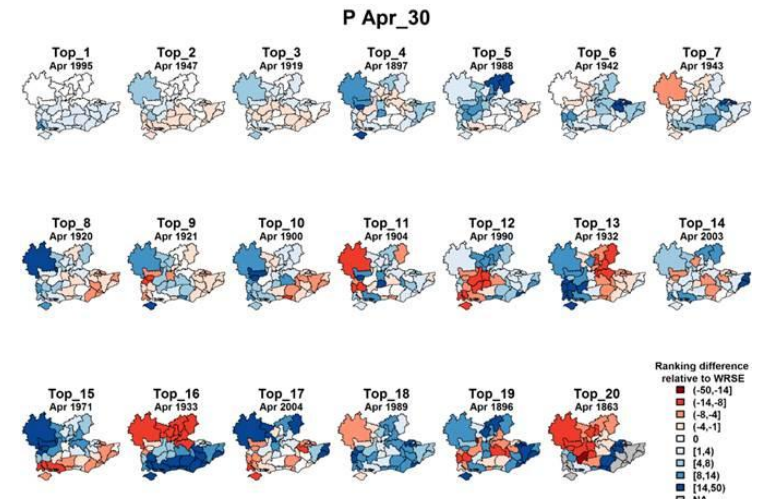 P Apr_30
Top_1 Top_2 Top_3 Top_4 Top_5 Top_6 Top_7
Apr 1995 Apr 1947 Apr 1919 Apr 1897 Apr 1988 Apr 1942 Apr 1943
Top_8 Top_9 Top_10 Top_11 Top_12 Top_13 Top_14
Apr 1920 Apr 1921 Apr 1900 Apr 1904 Apr 1990 Apr 1932 Apr 2003
Top_15 Top_16 Top_17 Top_18 Top_19 Top_20
Apr 1971 Apr 1933 Apr 2004 Apr 1989 Apr 1896 Apr 1863
Ranking difference
relative to WRSE
(-50,-14]
(-14,-8]
(-8,-4]
(-4,-1]
0
[1,4)
[4,8)
[8,14)
[14,50)
NA